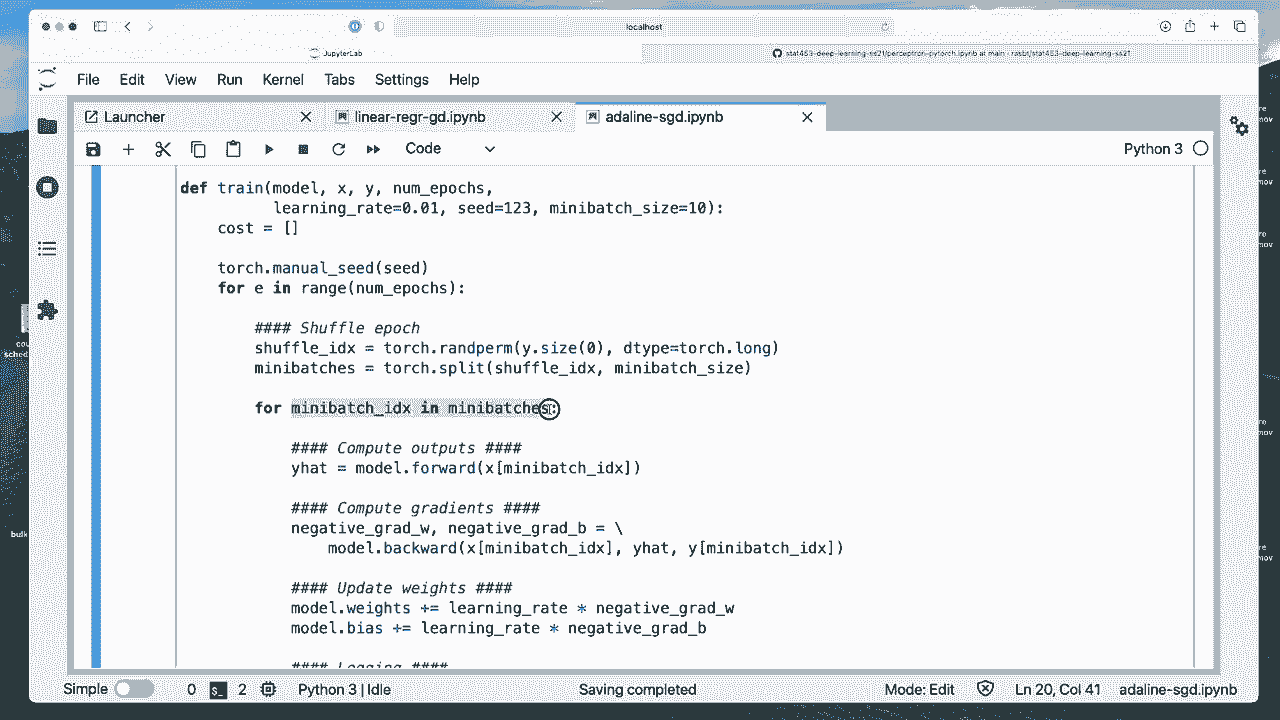 localhost
JupyterLab
stat453-deep-learning-ss21/perceptron-pytorch.ipynb at main · rasbt/stat453-deep-learning-ss21
File Edit View Run Kernel Tabs Settings Help
Launcher
linear-regr-gd.ipynb
adaline-sgd.ipynb
Code
Python 3
def train(model, x, y, num_epochs,
learning_rate=0.01, seed=123, minibatch_size=10):
cost = []
torch.manual_seed(seed)
for e in range(num_epochs):
#### Shuffle epoch
shuffle_idx = torch.randperm(y.size(0), dtype=torch.long)
minibatches = torch.split(shuffle_idx, minibatch_size)
for minibatch_idx in minibatches:
#### Compute outputs ####
yhat = model.forward(x[minibatch_idx])
#### Compute gradients ####
negative_grad_w, negative_grad_b = \
model.backward(x[minibatch_idx], yhat, y[minibatch_idx])
#### Update weights ####
model.weights += learning_rate * negative_grad_w
model.bias += learning_rate * negative_grad_b
#### Logging ####
Simple 0 2 Python 3 | Idle Saving completed Mode: Edit Ln 20, Col 41 adaline-sgd.ipynb